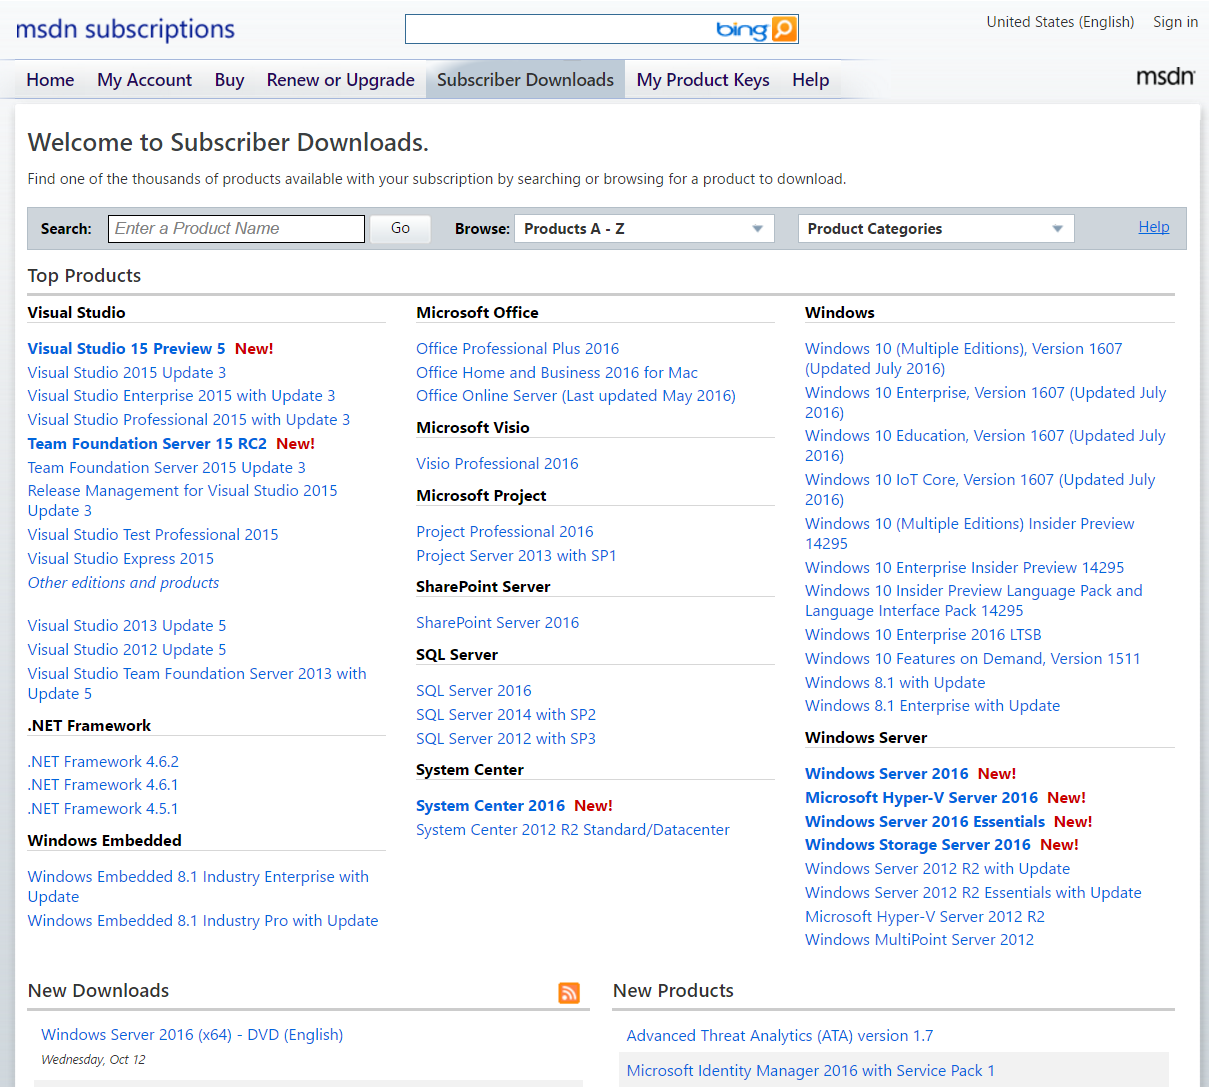 msdn subscriptions
bing
United States (English) Sign in
Home My Account Buy Renew or Upgrade Subscriber Downloads My Product Keys Help
msdn
Welcome to Subscriber Downloads.
Find one of the thousands of products available with your subscription by searching or browsing for a product to download.
Search: Enter a Product Name Go Browse: Products A - Z Product Categories Help
Top Products
Visual Studio
Visual Studio 15 Preview 5 New!
Visual Studio 2015 Update 3
Visual Studio Enterprise 2015 with Update 3
Visual Studio Professional 2015 with Update 3
Team Foundation Server 15 RC2 New!
Team Foundation Server 2015 Update 3
Release Management for Visual Studio 2015
Update 3
Visual Studio Test Professional 2015
Visual Studio Express 2015
Other editions and products
Visual Studio 2013 Update 5
Visual Studio 2012 Update 5
Visual Studio Team Foundation Server 2013 with
Update 5
.NET Framework
.NET Framework 4.6.2
.NET Framework 4.6.1
.NET Framework 4.5.1
Windows Embedded
Windows Embedded 8.1 Industry Enterprise with
Update
Windows Embedded 8.1 Industry Pro with Update
Microsoft Office
Office Professional Plus 2016
Office Home and Business 2016 for Mac
Office Online Server (Last updated May 2016)
Microsoft Visio
Visio Professional 2016
Microsoft Project
Project Professional 2016
Project Server 2013 with SP1
SharePoint Server
SharePoint Server 2016
SQL Server
SQL Server 2016
SQL Server 2014 with SP2
SQL Server 2012 with SP3
System Center
System Center 2016 New!
System Center 2012 R2 Standard/Datacenter
Windows
Windows 10 (Multiple Editions), Version 1607
(Updated July 2016)
Windows 10 Enterprise, Version 1607 (Updated July
2016)
Windows 10 Education, Version 1607 (Updated July
2016)
Windows 10 IoT Core, Version 1607 (Updated July
2016)
Windows 10 (Multiple Editions) Insider Preview
14295
Windows 10 Enterprise Insider Preview 14295
Windows 10 Insider Preview Language Pack and
Language Interface Pack 14295
Windows 10 Enterprise 2016 LTSB
Windows 10 Features on Demand, Version 1511
Windows 8.1 with Update
Windows 8.1 Enterprise with Update
Windows Server
Windows Server 2016 New!
Microsoft Hyper-V Server 2016 New!
Windows Server 2016 Essentials New!
Windows Storage Server 2016 New!
Windows Server 2012 R2 with Update
Windows Server 2012 R2 Essentials with Update
Microsoft Hyper-V Server 2012 R2
Windows MultiPoint Server 2012
New Downloads
Windows Server 2016 (x64) - DVD (English)
Wednesday, Oct 12
New Products
Advanced Threat Analytics (ATA) version 1.7
Microsoft Identity Manager 2016 with Service Pack 1